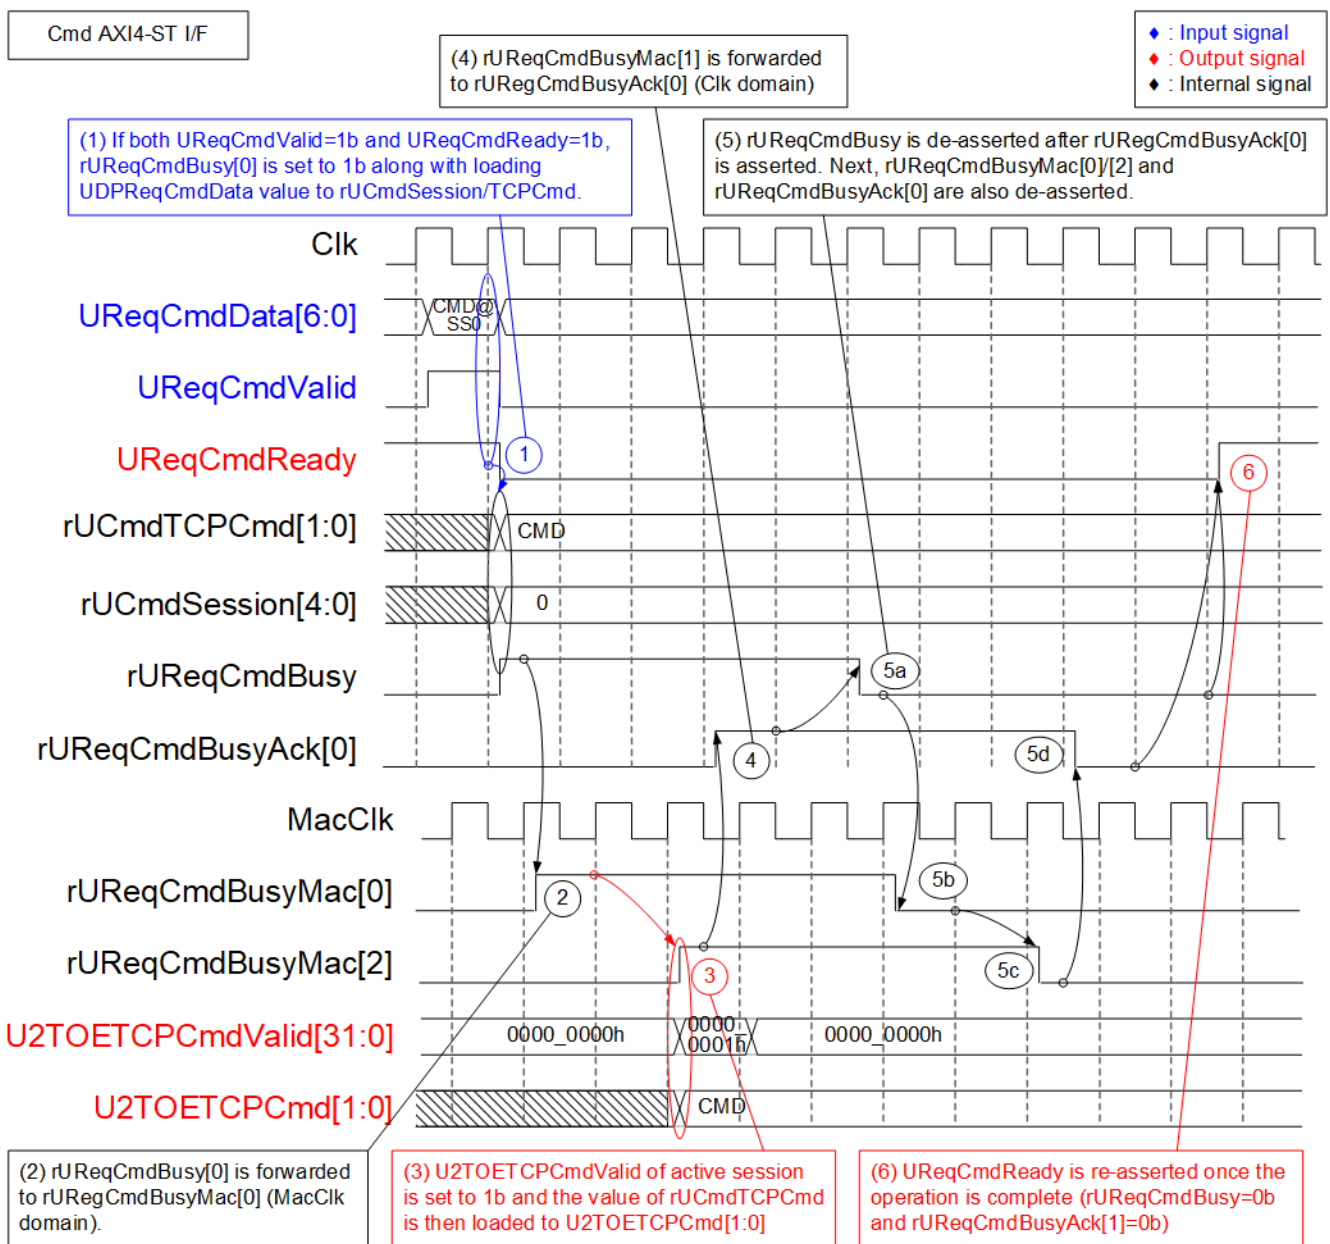 Cmd AXI4-ST I/F
♦ : Input signal
♦ : Output signal
♦ : Internal signal
(4) rUReqCmdBusyMac[1] is forwarded
to rURegCmdBusyAck[0] (Clk domain)
(1) If both UReqCmdValid=1b and UReqCmdReady=1b,
rUReqCmdBusy[0] is set to 1b along with loading
UDPReqCmdData value to rUCmdSession/TCPCmd.
(5) rUReqCmdBusy is de-asserted after rURegCmdBusyAck[0]
is asserted. Next, rUReqCmdBusyMac[0]/[2] and
rUReqCmdBusyAck[0] are also de-asserted.
Clk
UReqCmdData[6:0]
CMD@
SS0
UReqCmdValid
UReqCmdReady
1
6
rUCmdTCPCmd[1:0]
CMD
rUCmdSession[4:0]
0
rUReqCmdBusy
5a
rUReqCmdBusyAck[0]
4
5d
MacClk
rUReqCmdBusyMac[0]
2
5b
rUReqCmdBusyMac[2]
3
5c
U2TOETCPCmdValid[31:0]
0000_0000h
0000_
0001h
0000_0000h
U2TOETCPCmd[1:0]
CMD
(2) rUReqCmdBusy[0] is forwarded
to rURegCmdBusyMac[0] (MacClk
domain).
(3) U2TOETCPCmdValid of active session
is set to 1b and the value of rUCmdTCPCmd
is then loaded to U2TOETCPCmd[1:0]
(6) UReqCmdReady is re-asserted once the
operation is complete (rUReqCmdBusy=0b
and rUReqCmdBusyAck[1]=0b)